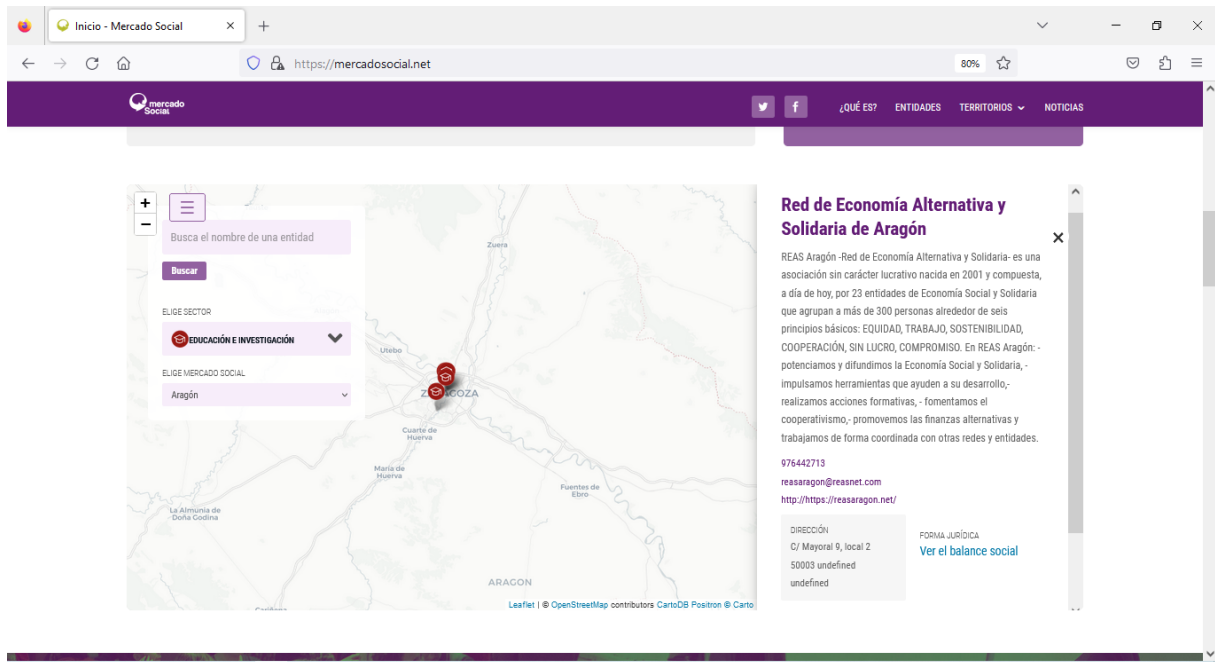 Inicio - Mercado Social
https://mercadosocial.net
80%
mercado
Social
¿QUÉ ES?
ENTIDADES
TERRITORIOS
NOTICIAS
+
−
Busca el nombre de una entidad
Buscar
ELIGE SECTOR
EDUCACIÓN E INVESTIGACIÓN
ELIGE MERCADO SOCIAL
Aragón
Zuera
Utebo
Cuarte de
Huerva
María de
Huerva
Fuentes de
Ebro
La Almunia de
Doña Godina
ARAGON
Leaflet | © OpenStreetMap contributors CartoDB Positron © Carto
Red de Economía Alternativa y
Solidaria de Aragón
REAS Aragón -Red de Economía Alternativa y Solidaria- es una
asociación sin carácter lucrativo nacida en 2001 y compuesta,
a día de hoy, por 23 entidades de Economía Social y Solidaria
que agrupan a más de 300 personas alrededor de seis
principios básicos: EQUIDAD, TRABAJO, SOSTENIBILIDAD,
COOPERACIÓN, SIN LUCRO, COMPROMISO. En REAS Aragón: -
potenciamos y difundimos la Economía Social y Solidaria, -
impulsamos herramientas que ayuden a su desarrollo,-
realizamos acciones formativas, - fomentamos el
cooperativismo,- promovemos las finanzas alternativas y
trabajamos de forma coordinada con otras redes y entidades.
976442713
reasaragon@reasnet.com
http://https://reasaragon.net/
DIRECCIÓN
C/ Mayoral 9, local 2
50003 undefined
undefined
FORMA JURÍDICA
Ver el balance social